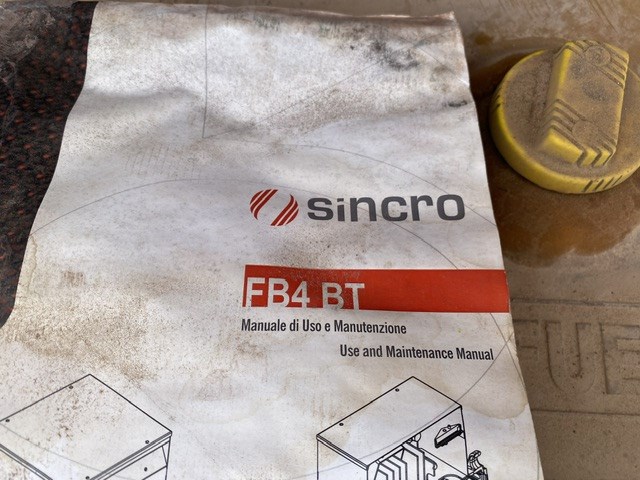 sincro
FB4 BT
Manuale di Uso e Manutenzione
Use and Maintenance Manual
FUE